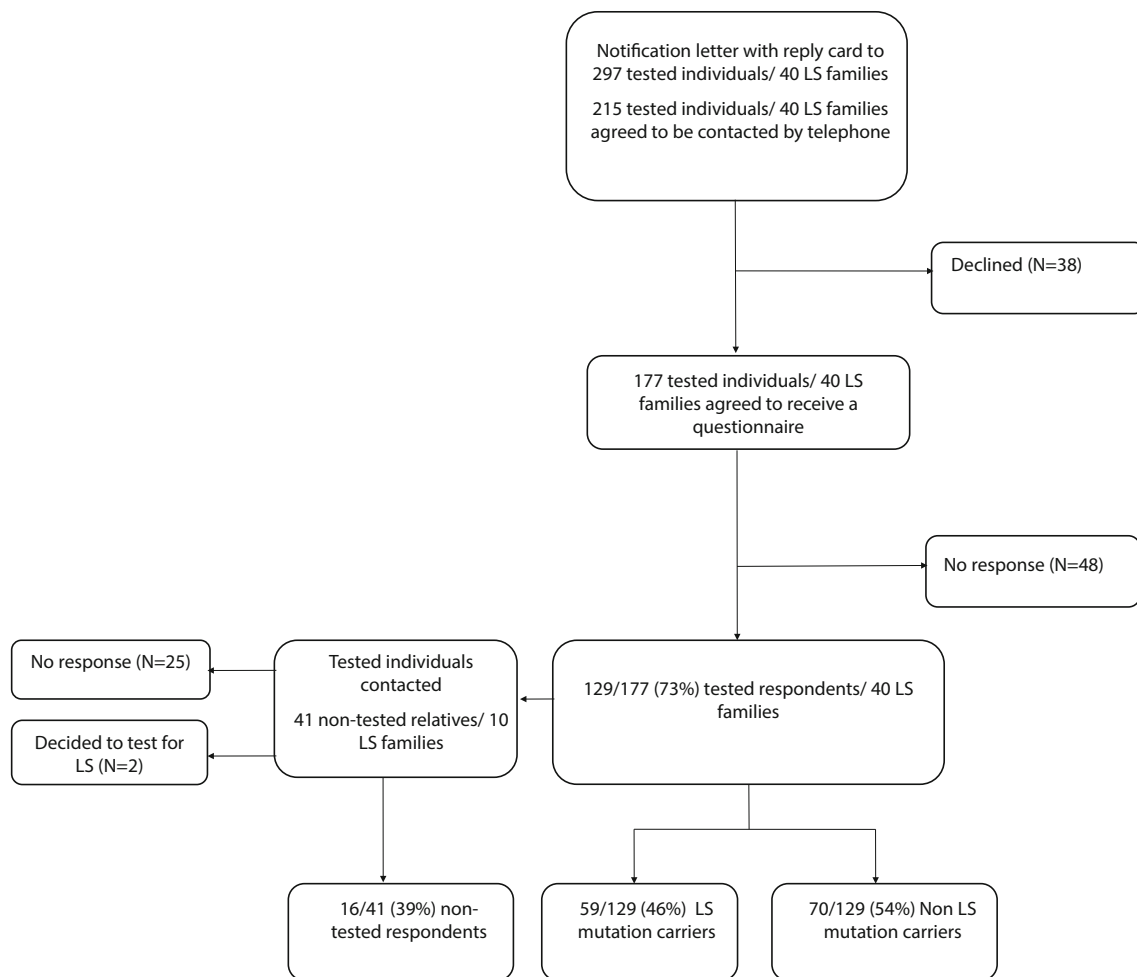 Notification letter with reply card to
297 tested individuals/ 40 LS families
215 tested individuals/ 40 LS families
agreed to be contacted by telephone
Declined (N=38)
177 tested individuals/ 40 LS
families agreed to receive a
questionnaire
No response (N=48)
No response (N=25)
Decided to test for
LS (N=2)
Tested individuals
contacted
41 non-tested relatives/ 10
LS families
129/177 (73%) tested respondents/ 40 LS
families
16/41 (39%) non-
tested respondents
59/129 (46%) LS
mutation carriers
70/129 (54%) Non LS
mutation carriers